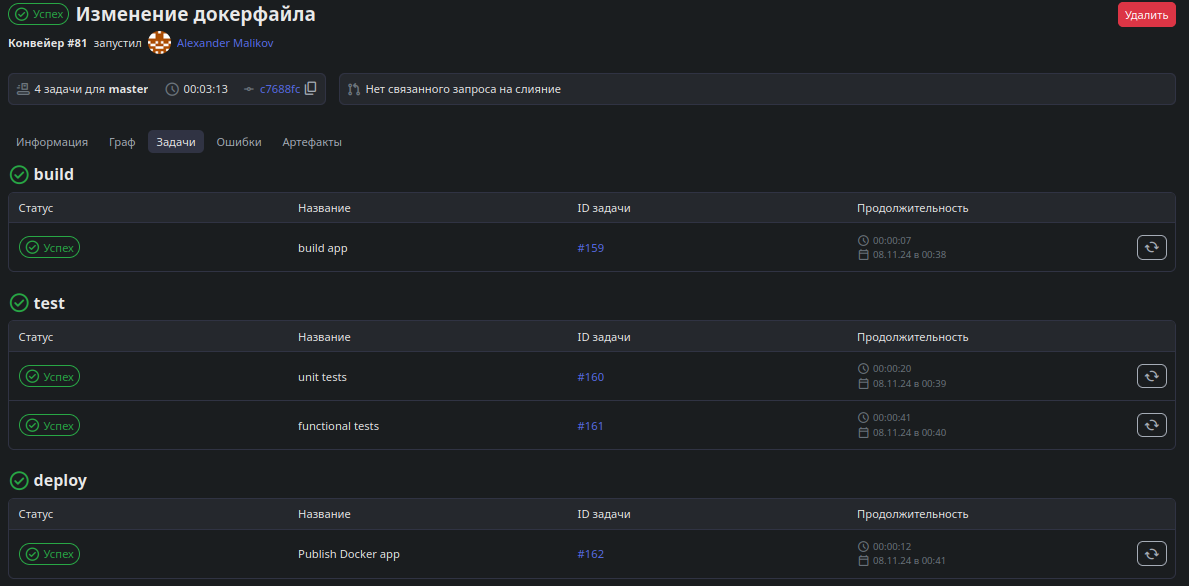 Успех Изменение докерфайла Удалить
Конвейер #81 запустил Alexander Malikov
4 задачи для master 00:03:13 c7688fc Нет связанного запроса на слияние
Информация Граф Задачи Ошибки Артефакты
build
Статус Название ID задачи Продолжительность
Успех build app #159 00:00:07
08.11.24 в 00:38
test
Статус Название ID задачи Продолжительность
Успех unit tests #160 00:00:20
08.11.24 в 00:39
Успех functional tests #161 00:00:41
08.11.24 в 00:40
deploy
Статус Название ID задачи Продолжительность
Успех Publish Docker app #162 00:00:12
08.11.24 в 00:41